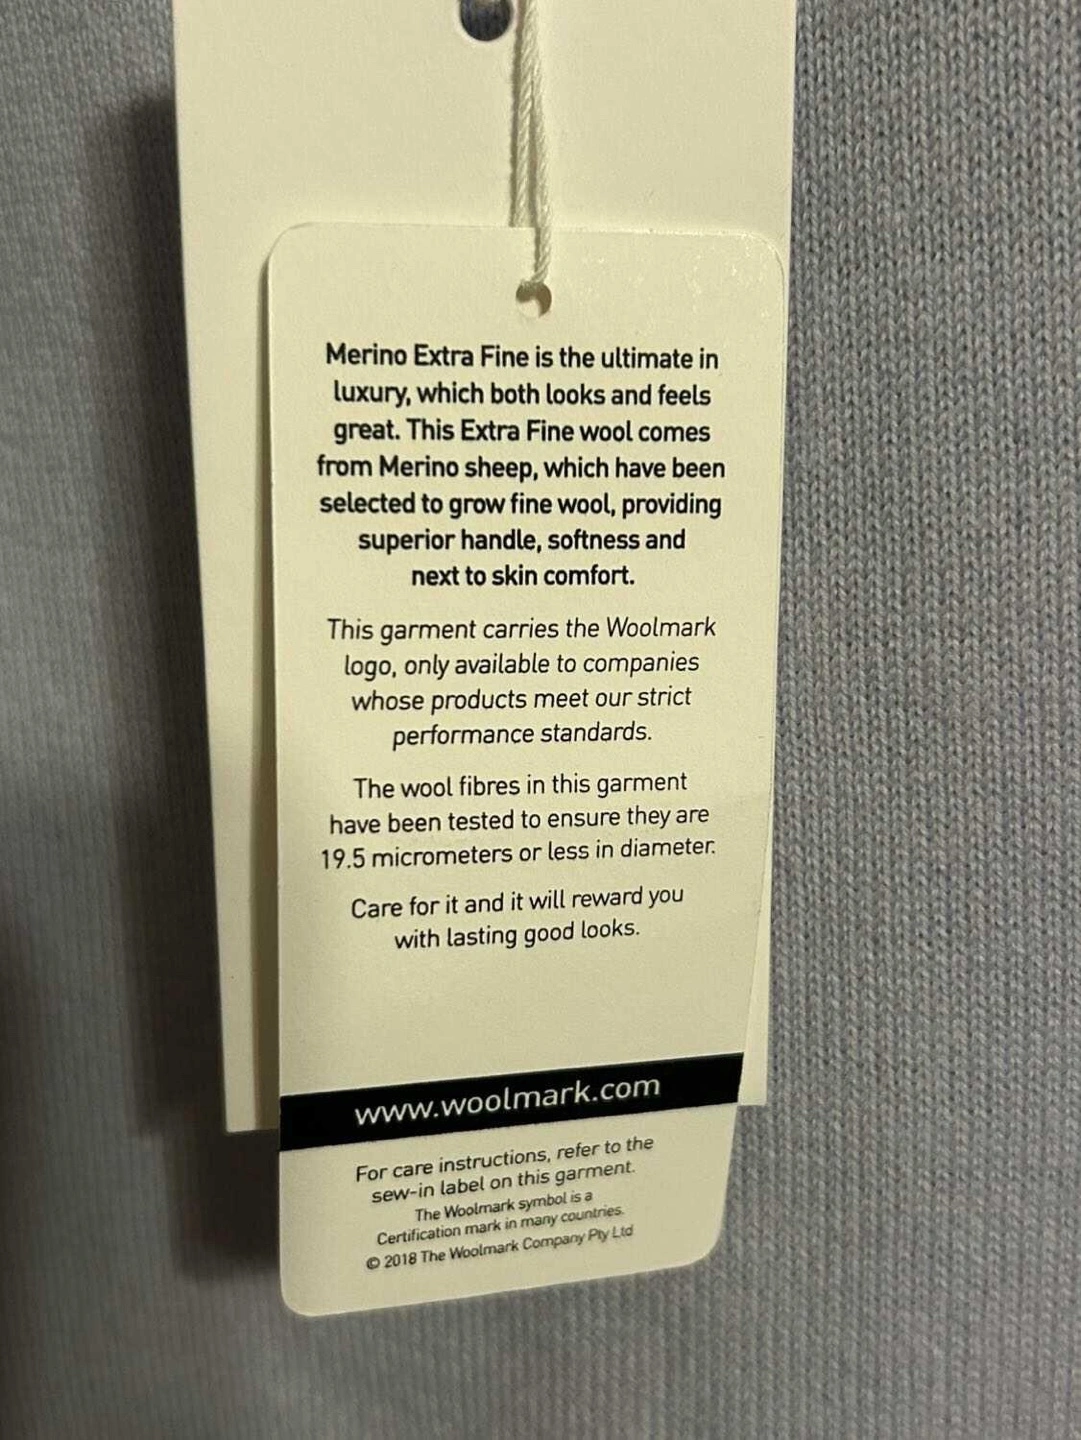 Merino Extra Fine is the ultimate in
luxury, which both looks and feels
great. This Extra Fine wool comes
from Merino sheep, which have been
selected to grow fine wool, providing
superior handle, softness and
next to skin comfort.
This garment carries the Woolmark
logo, only available to companies
whose products meet our strict
performance standards.
The wool fibres in this garment
have been tested to ensure they are
19.5 micrometers or less in diameter.
Care for it and it will reward you
with lasting good looks.
www.woolmark.com
For care instructions, refer to the
sew-in label on this garment.
The Woolmark symbol is a
Certification mark in many countries.
© 2018 The Woolmark Company Pty Ltd